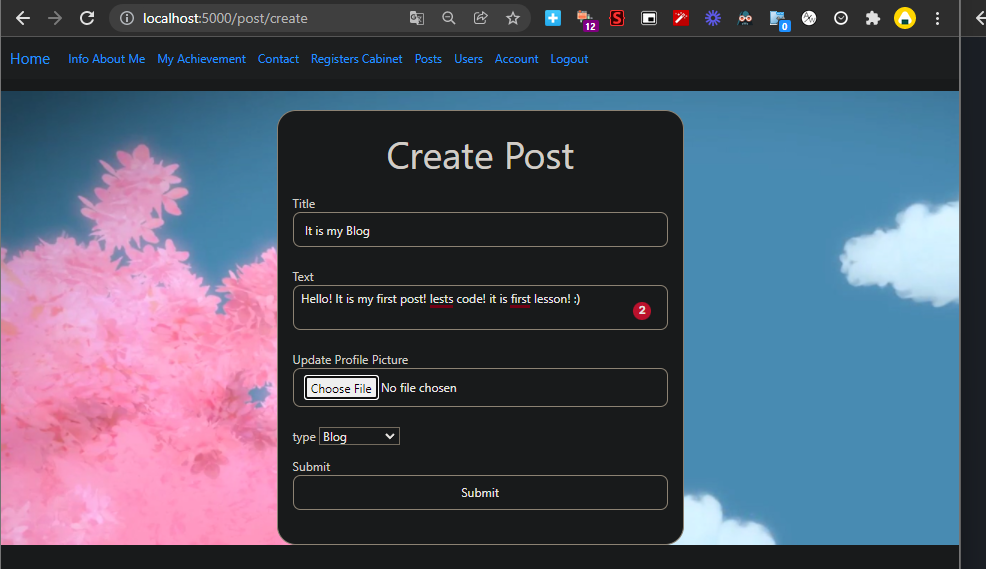 localhost:5000/post/create
12
S
0
Home Info About Me My Achievement Contact Registers Cabinet Posts Users Account Logout
Create Post
Title
It is my Blog
Text
Hello! It is my first post! lests code! it is first lesson! :)
2
Update Profile Picture
Choose File No file chosen
type Blog
Submit
Submit